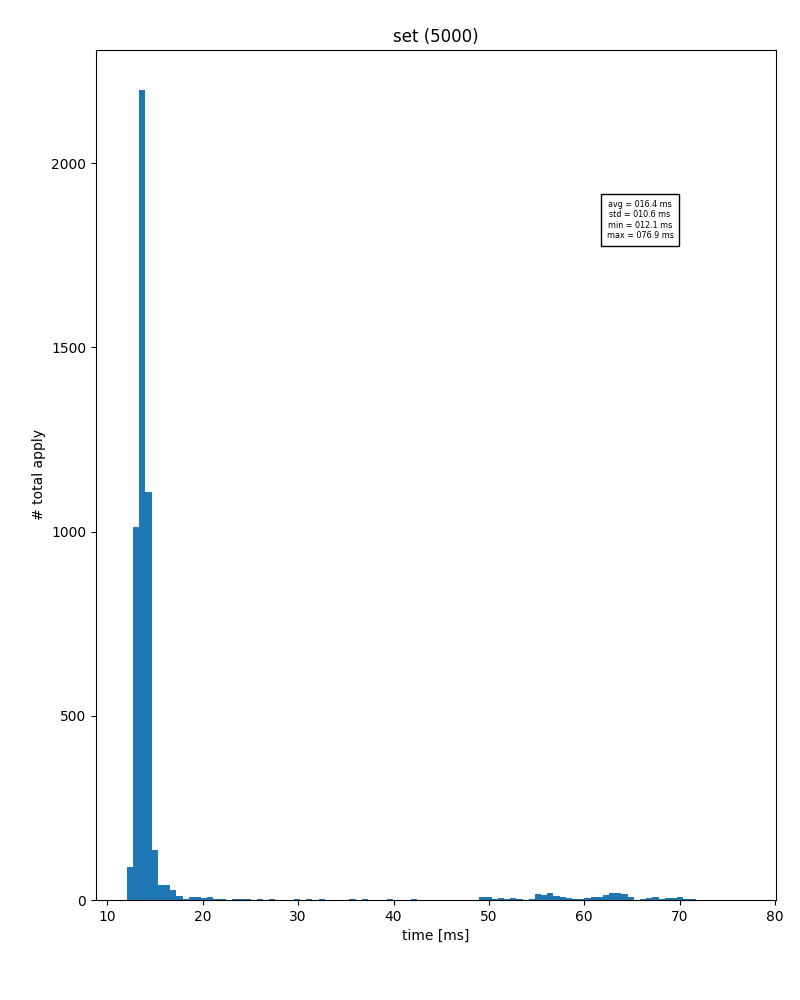 set (5000)
2000
1500
1000
500
0
# total apply
avg = 016.4 ms
std = 010.6 ms
min = 012.1 ms
max = 076.9 ms
10 20 30 40 50 60 70 80
time [ms]